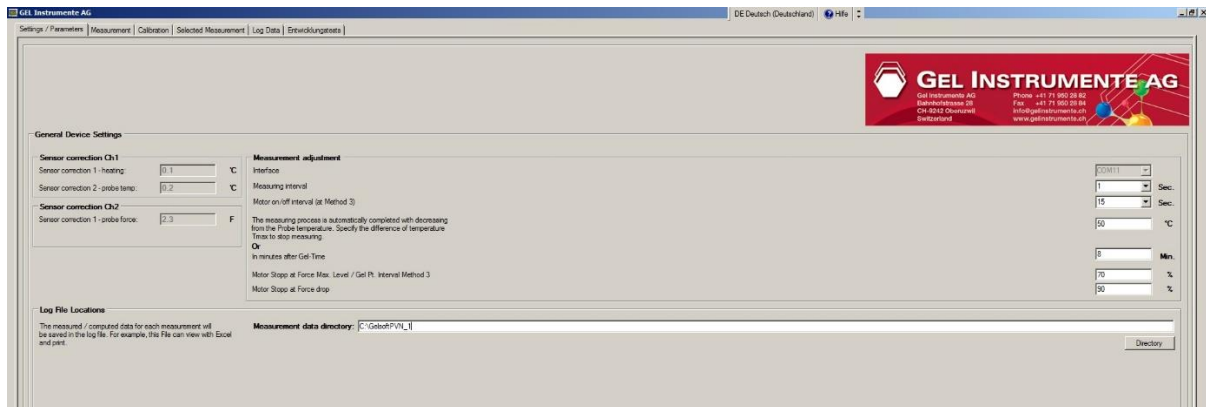 GEL Instrumente AG
DE Deutsch (Deutschland) Hilfe
Settings / Parameters Measurement Calibration Selected Measurement Log Data Entwicklungstests
GEL INSTRUMENTE AG
Gel Instrumente AG Phone +41 71 950 28 82
Bahnhofstrasse 28 Fax +41 71 950 28 84
CH-9242 Oberuzwil info@gelinstrumente.ch
Switzerland www.gelinstrumente.ch
General Device Settings
Sensor correction Ch1
Sensor correction 1 - heating: 0.1 °C
Sensor correction 2 - probe temp: 0.2 °C
Sensor correction Ch2
Sensor correction 1 - probe force: 2.3 F
Measurement adjustment
Interface COM11
Measuring interval 1 Sec.
Motor on/off interval (at Method 3) 15 Sec.
The measuring process is automatically completed with decreasing
from the Probe temperature. Specify the difference of temperature 50 °C
Tmax to stop measuring.
Or
In minutes after Gel-Time 8 Min.
Motor Stopp at Force Max. Level / Gel Pt. Interval Method 3 70 %
Motor Stopp at Force drop 90 %
Log File Locations
The measured / computed data for each measurement will
be saved in the log file. For example, this File can view with Excel
and print.
Measurement data directory: C:\GelsoftPVN_1
Directory